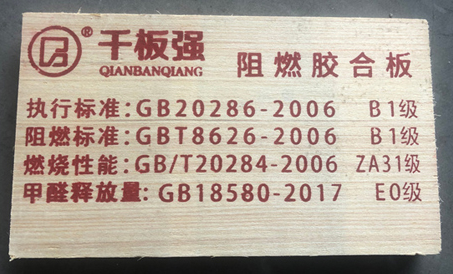 千板强® 阻燃胶合板
QIANBANQIANG
执行标准:GB20286-2006 B1级
阻燃标准:GBT8626-2006 B1级
燃烧性能:GB/T20284-2006 ZA31级
甲醛释放量:GB18580-2017 E0级